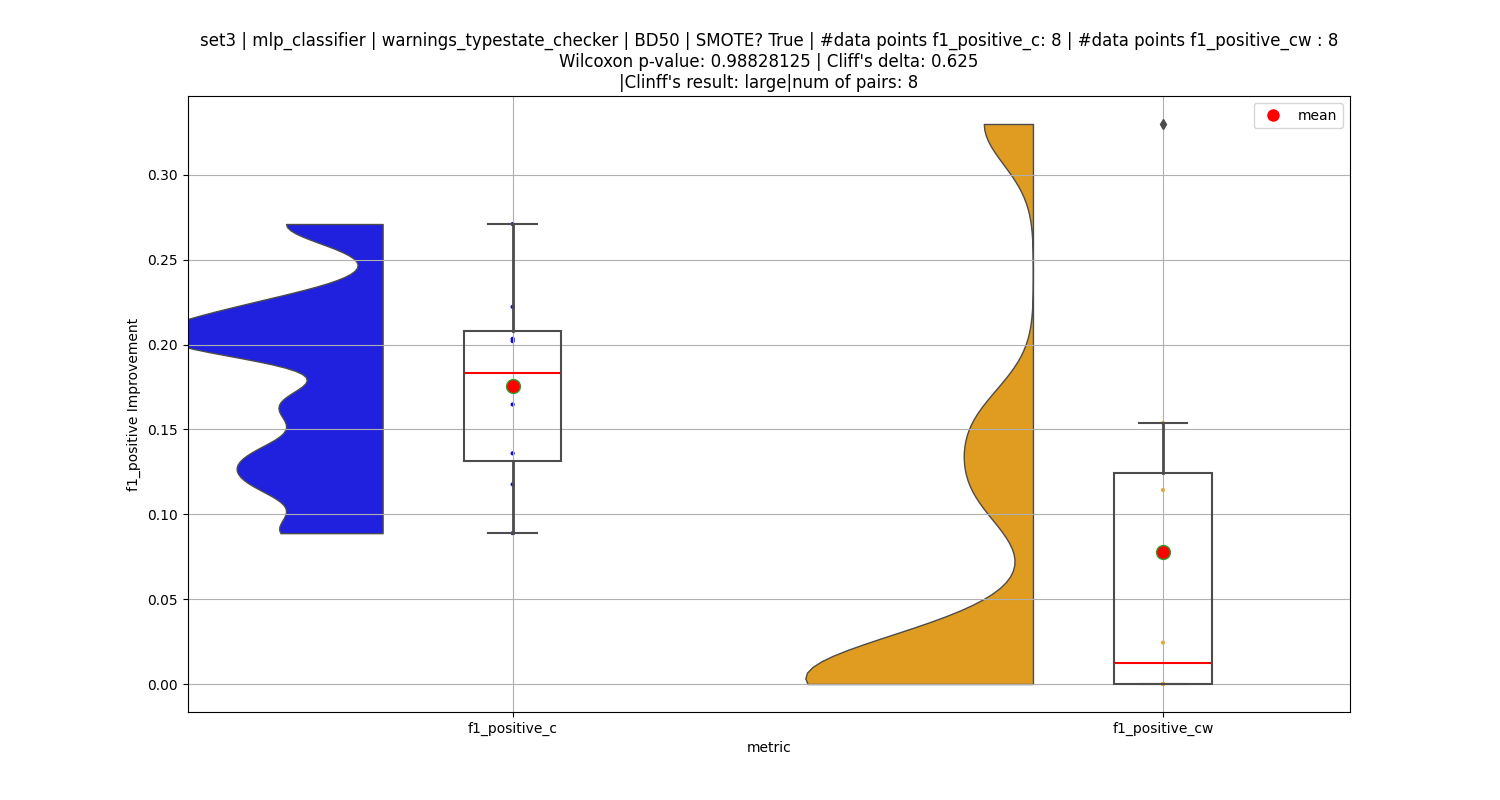 set3 | mlp_classifier | warnings_typestate_checker | BD50 | SMOTE? True | #data points f1_positive_c: 8 | #data points f1_positive_cw : 8
Wilcoxon p-value: 0.98828125 | Cliff's delta: 0.625
|Clinff's result: large|num of pairs: 8
mean
0.30
0.25
0.20
0.15
0.10
0.05
0.00
f1_positive Improvement
f1_positive_c
f1_positive_cw
metric